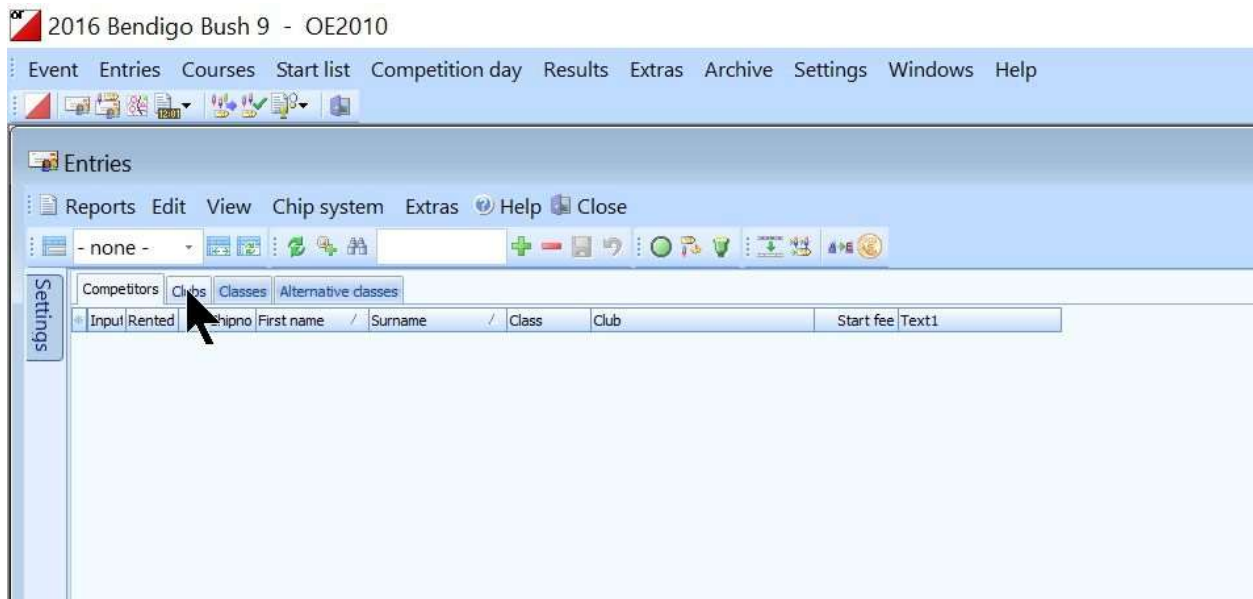 2016 Bendigo Bush 9 - OE2010
Event Entries Courses Start list Competition day Results Extras Archive Settings Windows Help
Entries
Reports Edit View Chip system Extras Help Close
- none -
Settings
Competitors Clubs Classes Alternative classes
Input Rented First name / Surname / Class Club Start fee Text1